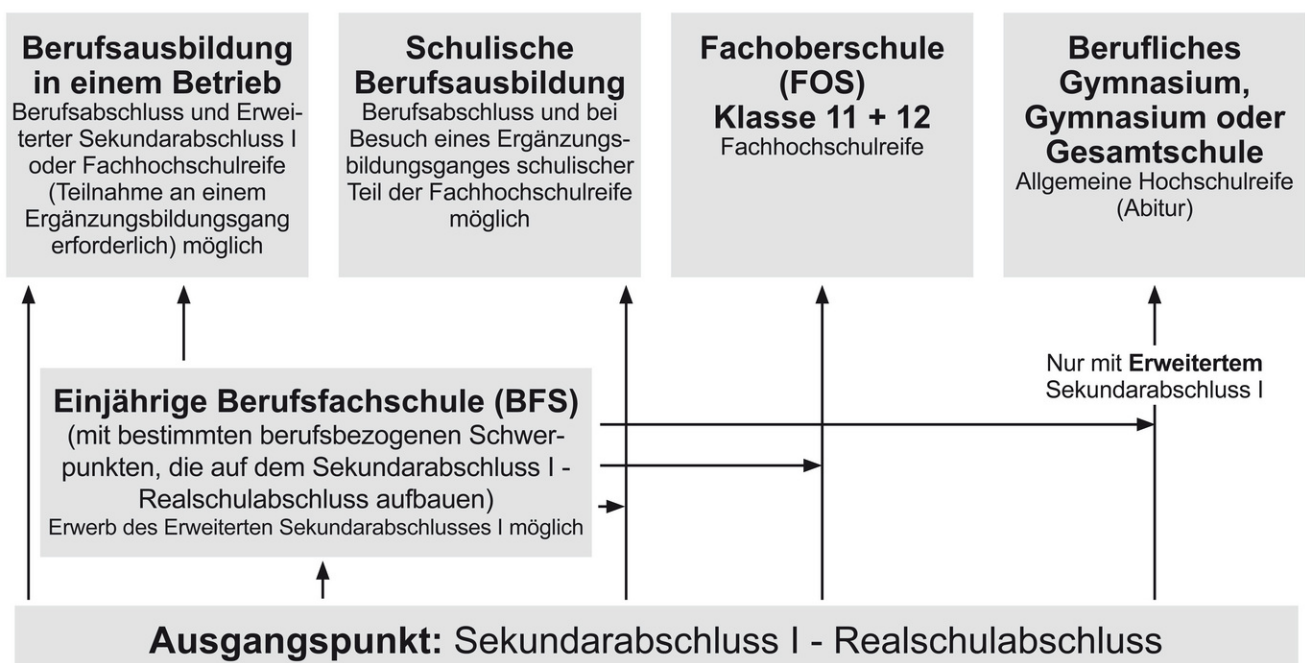 Berufsausbildung
in einem Betrieb
Berufsabschluss und Erwei-
terter Sekundarabschluss I
oder Fachhochschulreife
(Teilnahme an einem
Ergänzungsbildungsgang
erforderlich) möglich
Schulische
Berufsausbildung
Berufsabschluss und bei
Besuch eines Ergänzungs-
bildungsganges schulischer
Teil der Fachhochschulreife
möglich
Fachoberschule
(FOS)
Klasse 11 + 12
Fachhochschulreife
Berufliches
Gymnasium,
Gymnasium oder
Gesamtschule
Allgemeine Hochschulreife
(Abitur)
Nur mit Erweitertem
Sekundarabschluss I
Einjährige Berufsfachschule (BFS)
(mit bestimmten berufsbezogenen Schwer-
punkten, die auf dem Sekundarabschluss I -
Realschulabschluss aufbauen)
Erwerb des Erweiterten Sekundarabschlusses I möglich
Ausgangspunkt: Sekundarabschluss I - Realschulabschluss